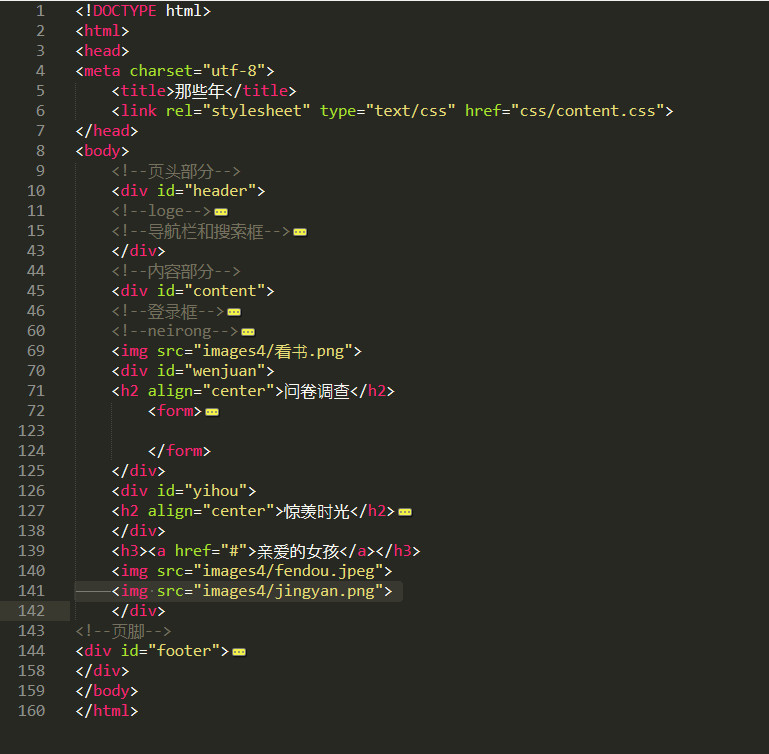 1 <!DOCTYPE html>
2 <html>
3 <head>
4 <meta charset="utf-8">
5 <title>那些年</title>
6 <link rel="stylesheet" type="text/css" href="css/content.css">
7 </head>
8 <body>
9 <!--页头部分-->
10 <div id="header">
11 <!--loge-->
15 <!--导航栏和搜索框-->
43 </div>
44 <!--内容部分-->
45 <div id="content">
46 <!--登录框-->
60 <!--neirong-->
69 <img src="images4/看书.png">
70 <div id="wenjuan">
71 <h2 align="center">问卷调查</h2>
72 <form>
123
124 </form>
125 </div>
126 <div id="yihou">
127 <h2 align="center">惊羡时光</h2>
138 </div>
139 <h3><a href="#">亲爱的女孩</a></h3>
140 <img src="images4/fendou.jpeg">
141 <img src="images4/jingyan.png">
142 </div>
143 <!--页脚-->
144 <div id="footer">
158 </div>
159 </body>
160 </html>